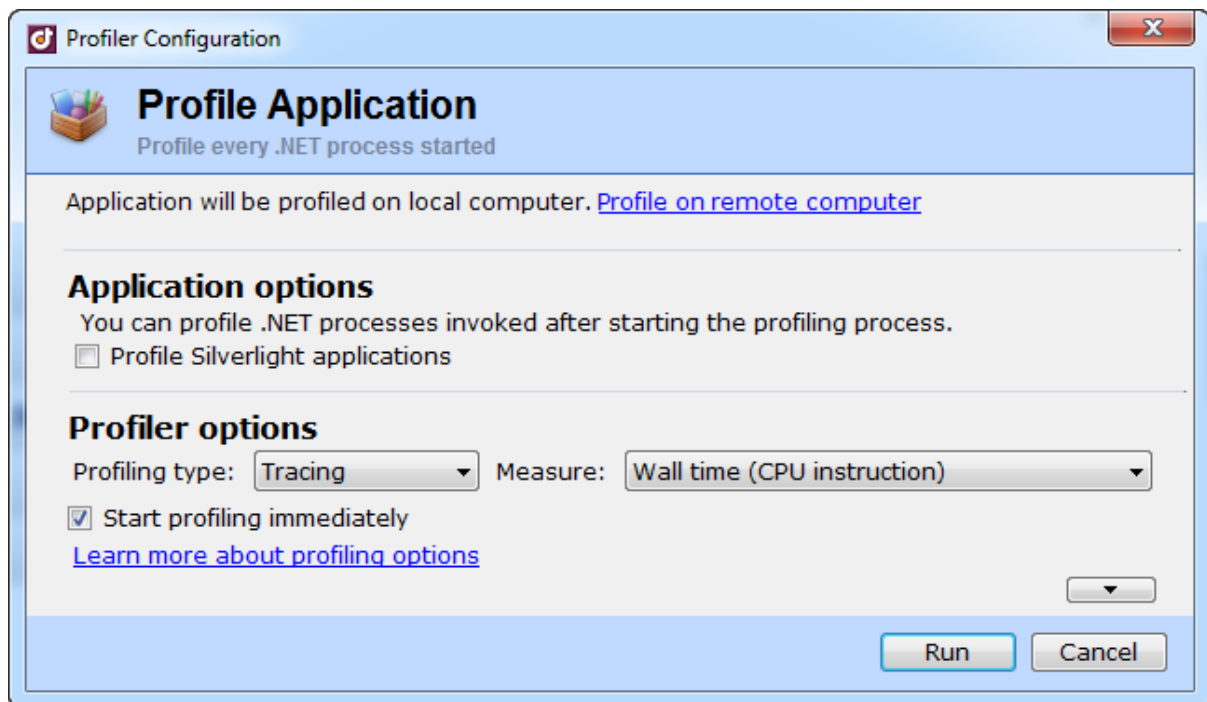 Profiler Configuration
Profile Application
Profile every .NET process started
Application will be profiled on local computer. Profile on remote computer
Application options
You can profile .NET processes invoked after starting the profiling process.
Profile Silverlight applications
Profiler options
Profiling type: Tracing Measure: Wall time (CPU instruction)
Start profiling immediately
Learn more about profiling options
Run Cancel